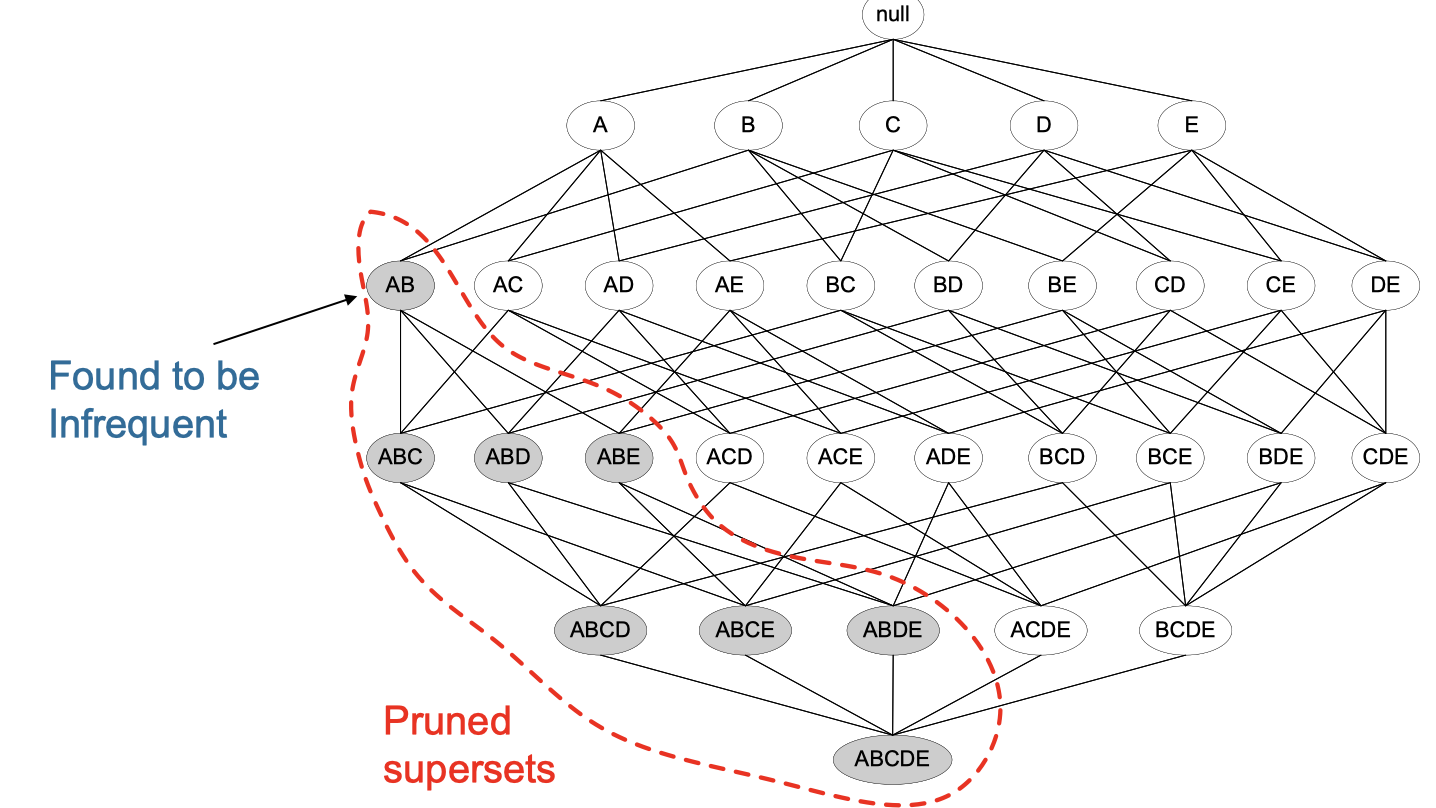 null
A B C D E
AB AC AD AE BC BD BE CD CE DE
Found to be
Infrequent
ABC ABD ABE ACD ACE ADE BCD BCE BDE CDE
ABCD ABCE ABDE ACDE BCDE
Pruned
supersets
ABCDE